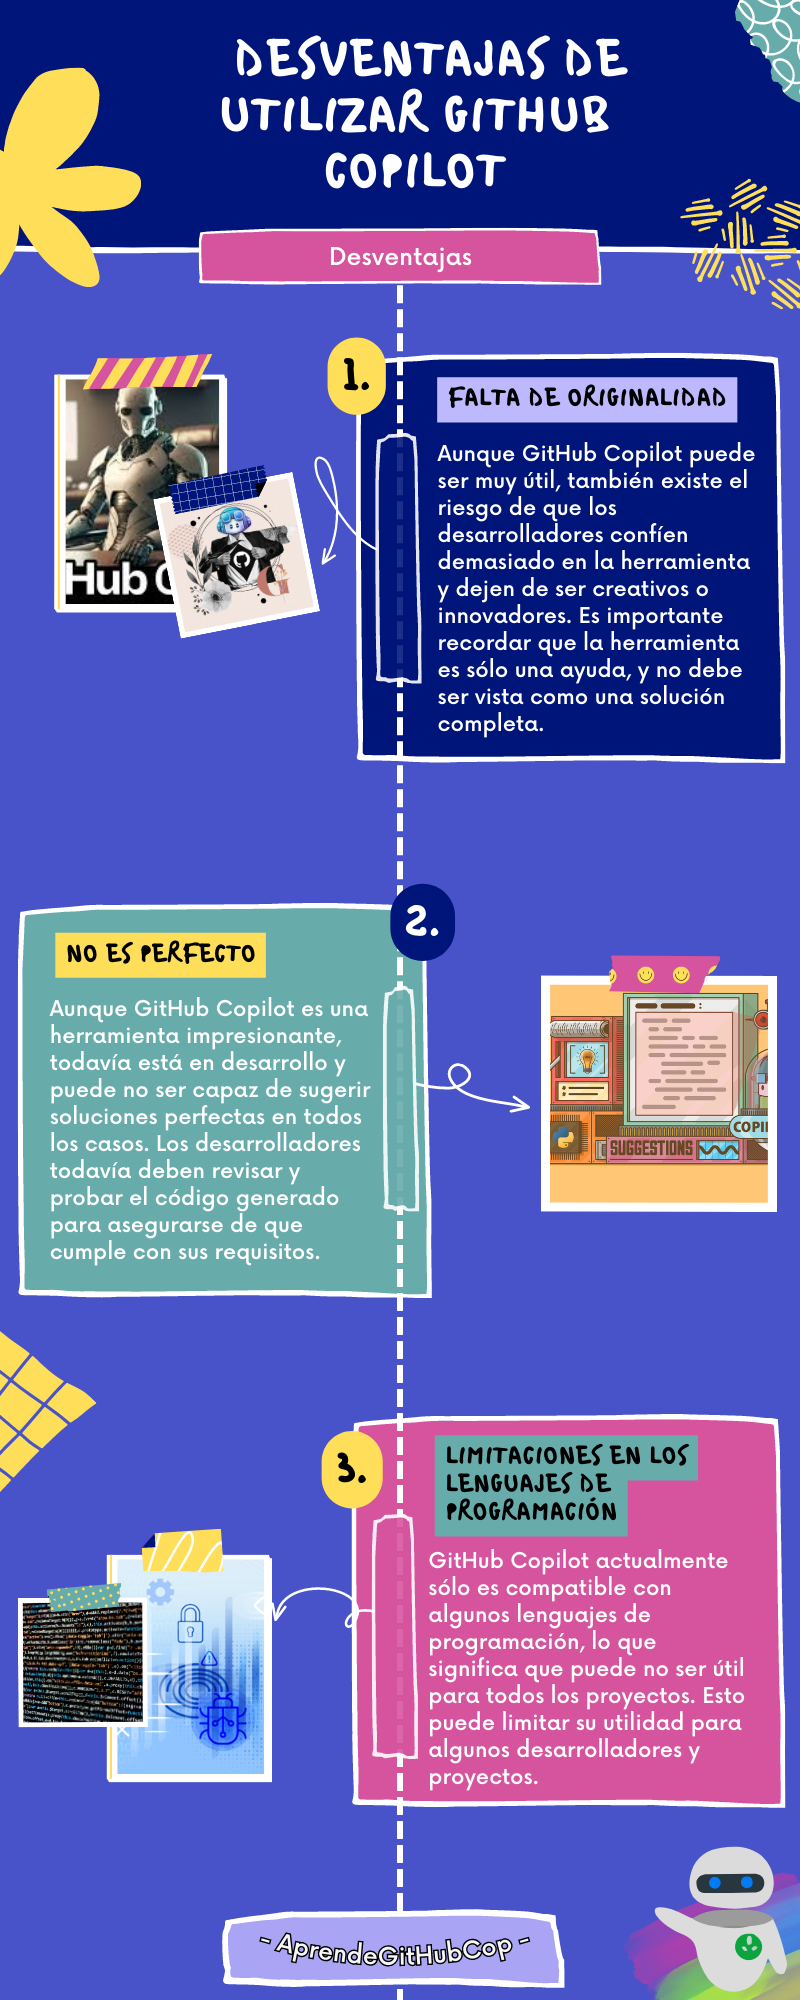 DESVENTAJAS DE
UTILIZAR GITHUB
COPILOT
Desventajas
1.
FALTA DE ORIGINALIDAD
Aunque GitHub Copilot puede
ser muy útil, también existe el
riesgo de que los
desarrolladores confíen
demasiado en la herramienta
y dejen de ser creativos o
innovadores. Es importante
recordar que la herramienta
es sólo una ayuda, y no debe
ser vista como una solución
completa.
Hub
2.
NO ES PERFECTO
Aunque GitHub Copilot es una
herramienta impresionante,
todavía está en desarrollo y
puede no ser capaz de sugerir
soluciones perfectas en todos
los casos. Los desarrolladores
todavía deben revisar y
probar el código generado
para asegurarse de que
cumple con sus requisitos.
COPI
SUGGESTIONS
3.
LIMITACIONES EN LOS
LENGUAJES DE
PROGRAMACIÓN
GitHub Copilot actualmente
sólo es compatible con
algunos lenguajes de
programación, lo que
significa que puede no ser útil
para todos los proyectos. Esto
puede limitar su utilidad para
algunos desarrolladores y
proyectos.
- AprendeGitHubCop -